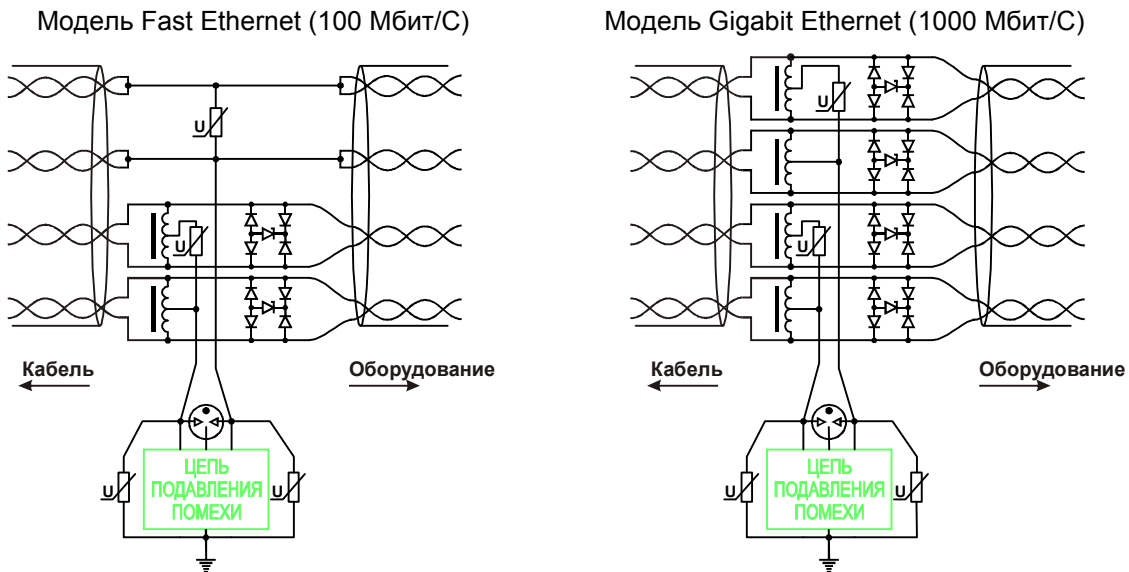 Модель Fast Ethernet (100 Мбит/С)
Модель Gigabit Ethernet (1000 Мбит/С)
U
U
U
U
Кабель
Оборудование
Кабель
Оборудование
U
ЦЕПЬ
ПОДАВЛЕНИЯ
ПОМЕХИ
U
U
ЦЕПЬ
ПОДАВЛЕНИЯ
ПОМЕХИ
U